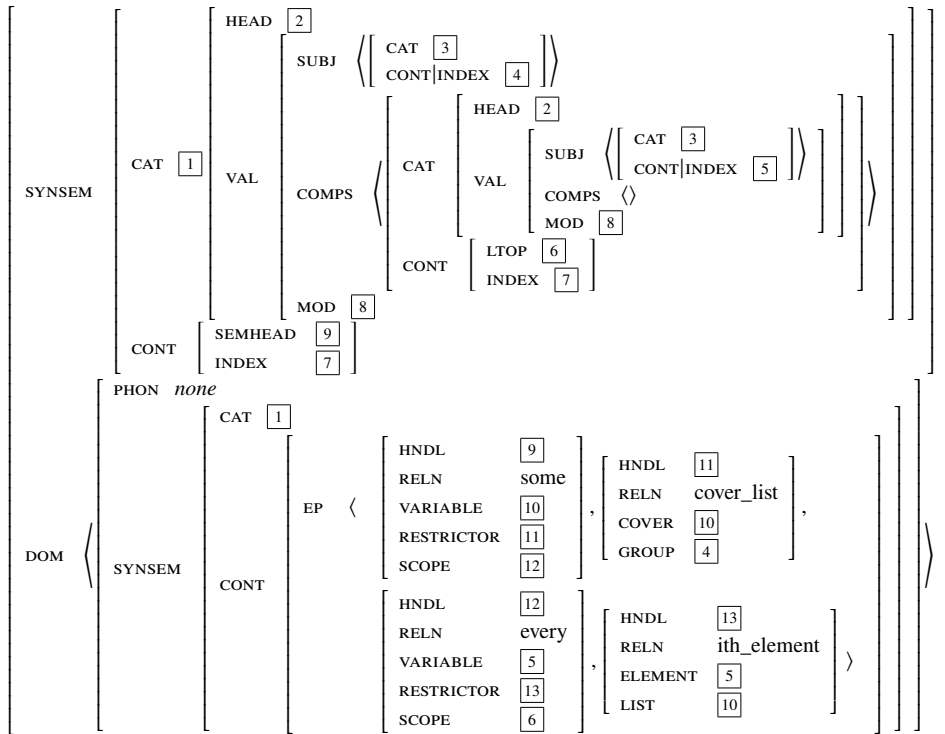 HEAD 2
SUBJ ⟨[ CAT 3
CONT|INDEX 4 ]⟩
HEAD 2
SYNSEM CAT 1 VAL COMPS ⟨ CAT VAL SUBJ ⟨[ CAT 3
CONT|INDEX 5 ]⟩
COMPS ⟨⟩
MOD 8
CONT [ LTOP 6
INDEX 7 ]
MOD 8
CONT [ SEMHEAD 9
INDEX 7 ]
PHON none
CAT 1
HNDL 9
RELN some
VARIABLE 10
RESTRICTOR 11
SCOPE 12 ,
HNDL 11
RELN cover_list
COVER 10
GROUP 4 ,
DOM ⟨ SYNSEM CONT EP ⟨
HNDL 12
RELN every
VARIABLE 5
RESTRICTOR 13
SCOPE 6 ,
HNDL 13
RELN ith_element
ELEMENT 5
LIST 10 ⟩